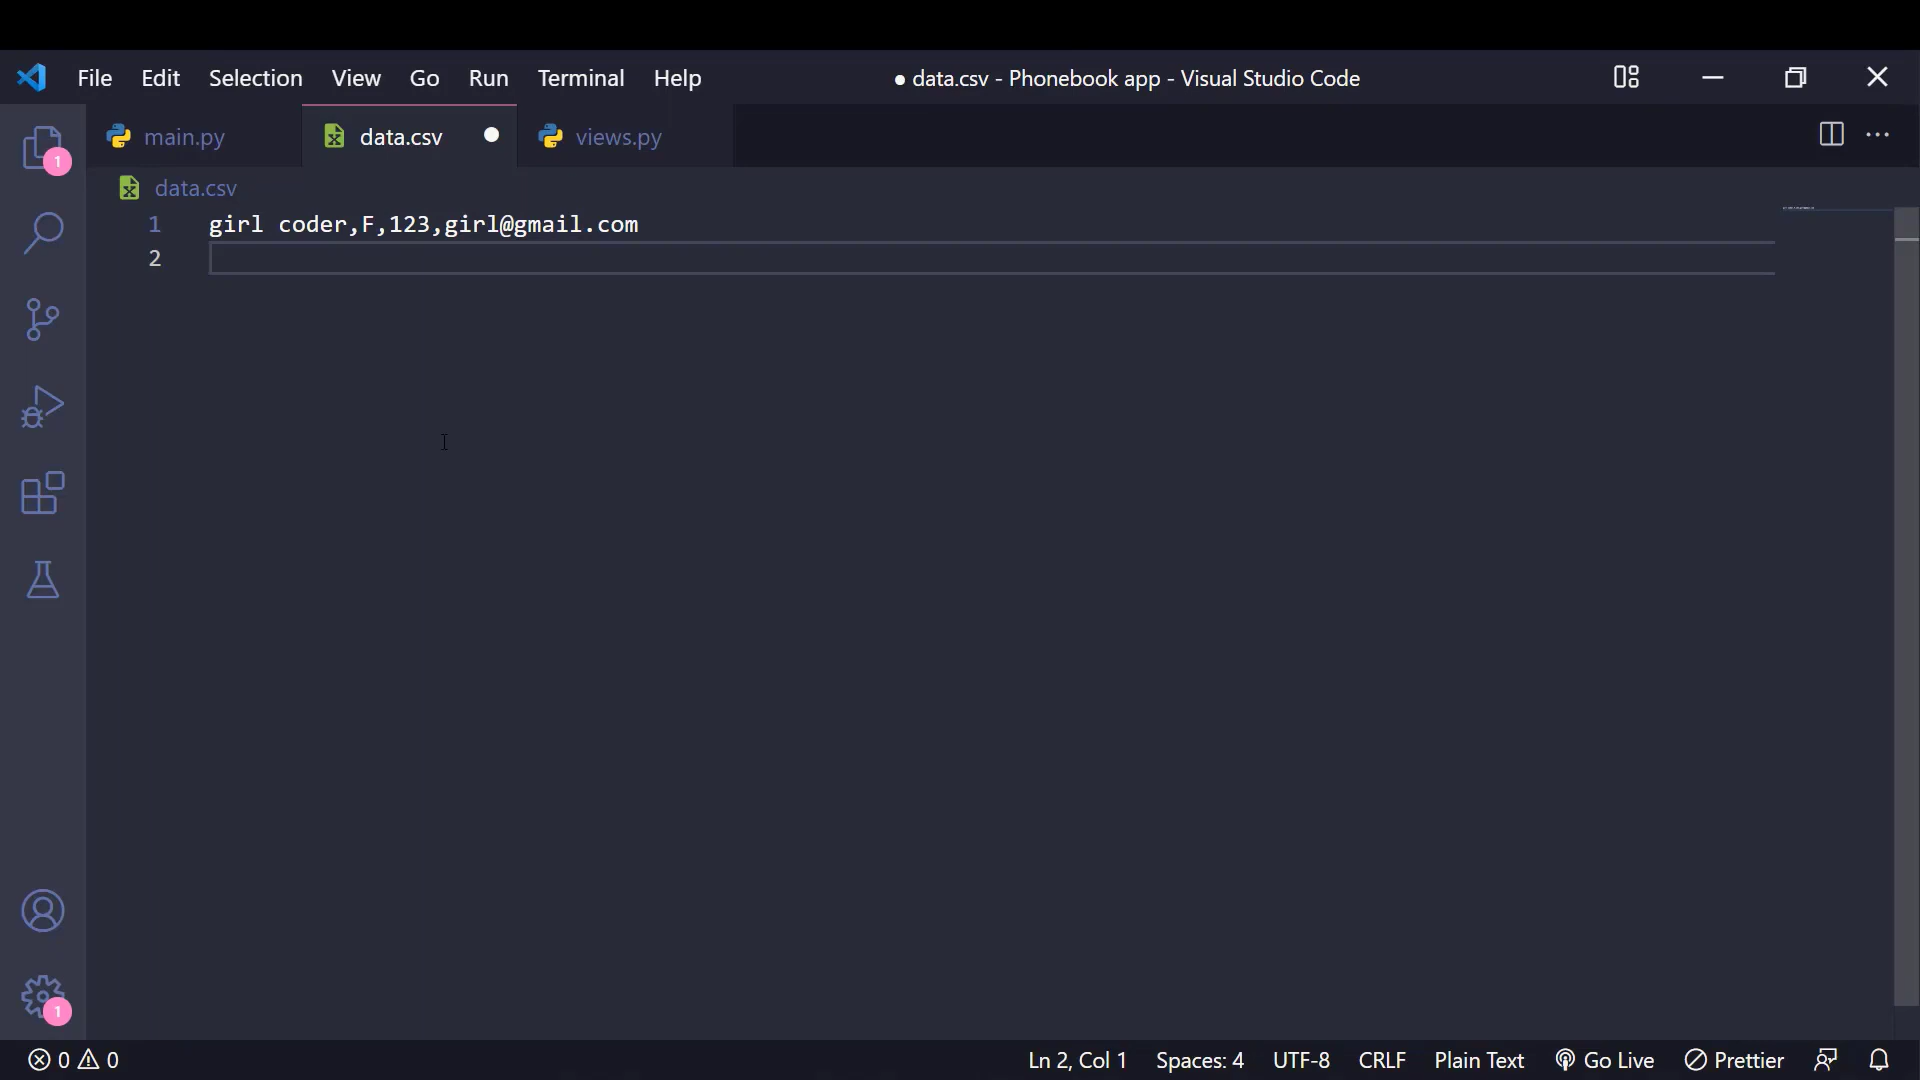 File Edit Selection View Go Run Terminal Help ● data.csv - Phonebook app - Visual Studio Code
main.py data.csv views.py
1
data.csv
1 girl coder,F,123,girl@gmail.com
2
1
0 0 Ln 2, Col 1 Spaces: 4 UTF-8 CRLF Plain Text Go Live Prettier